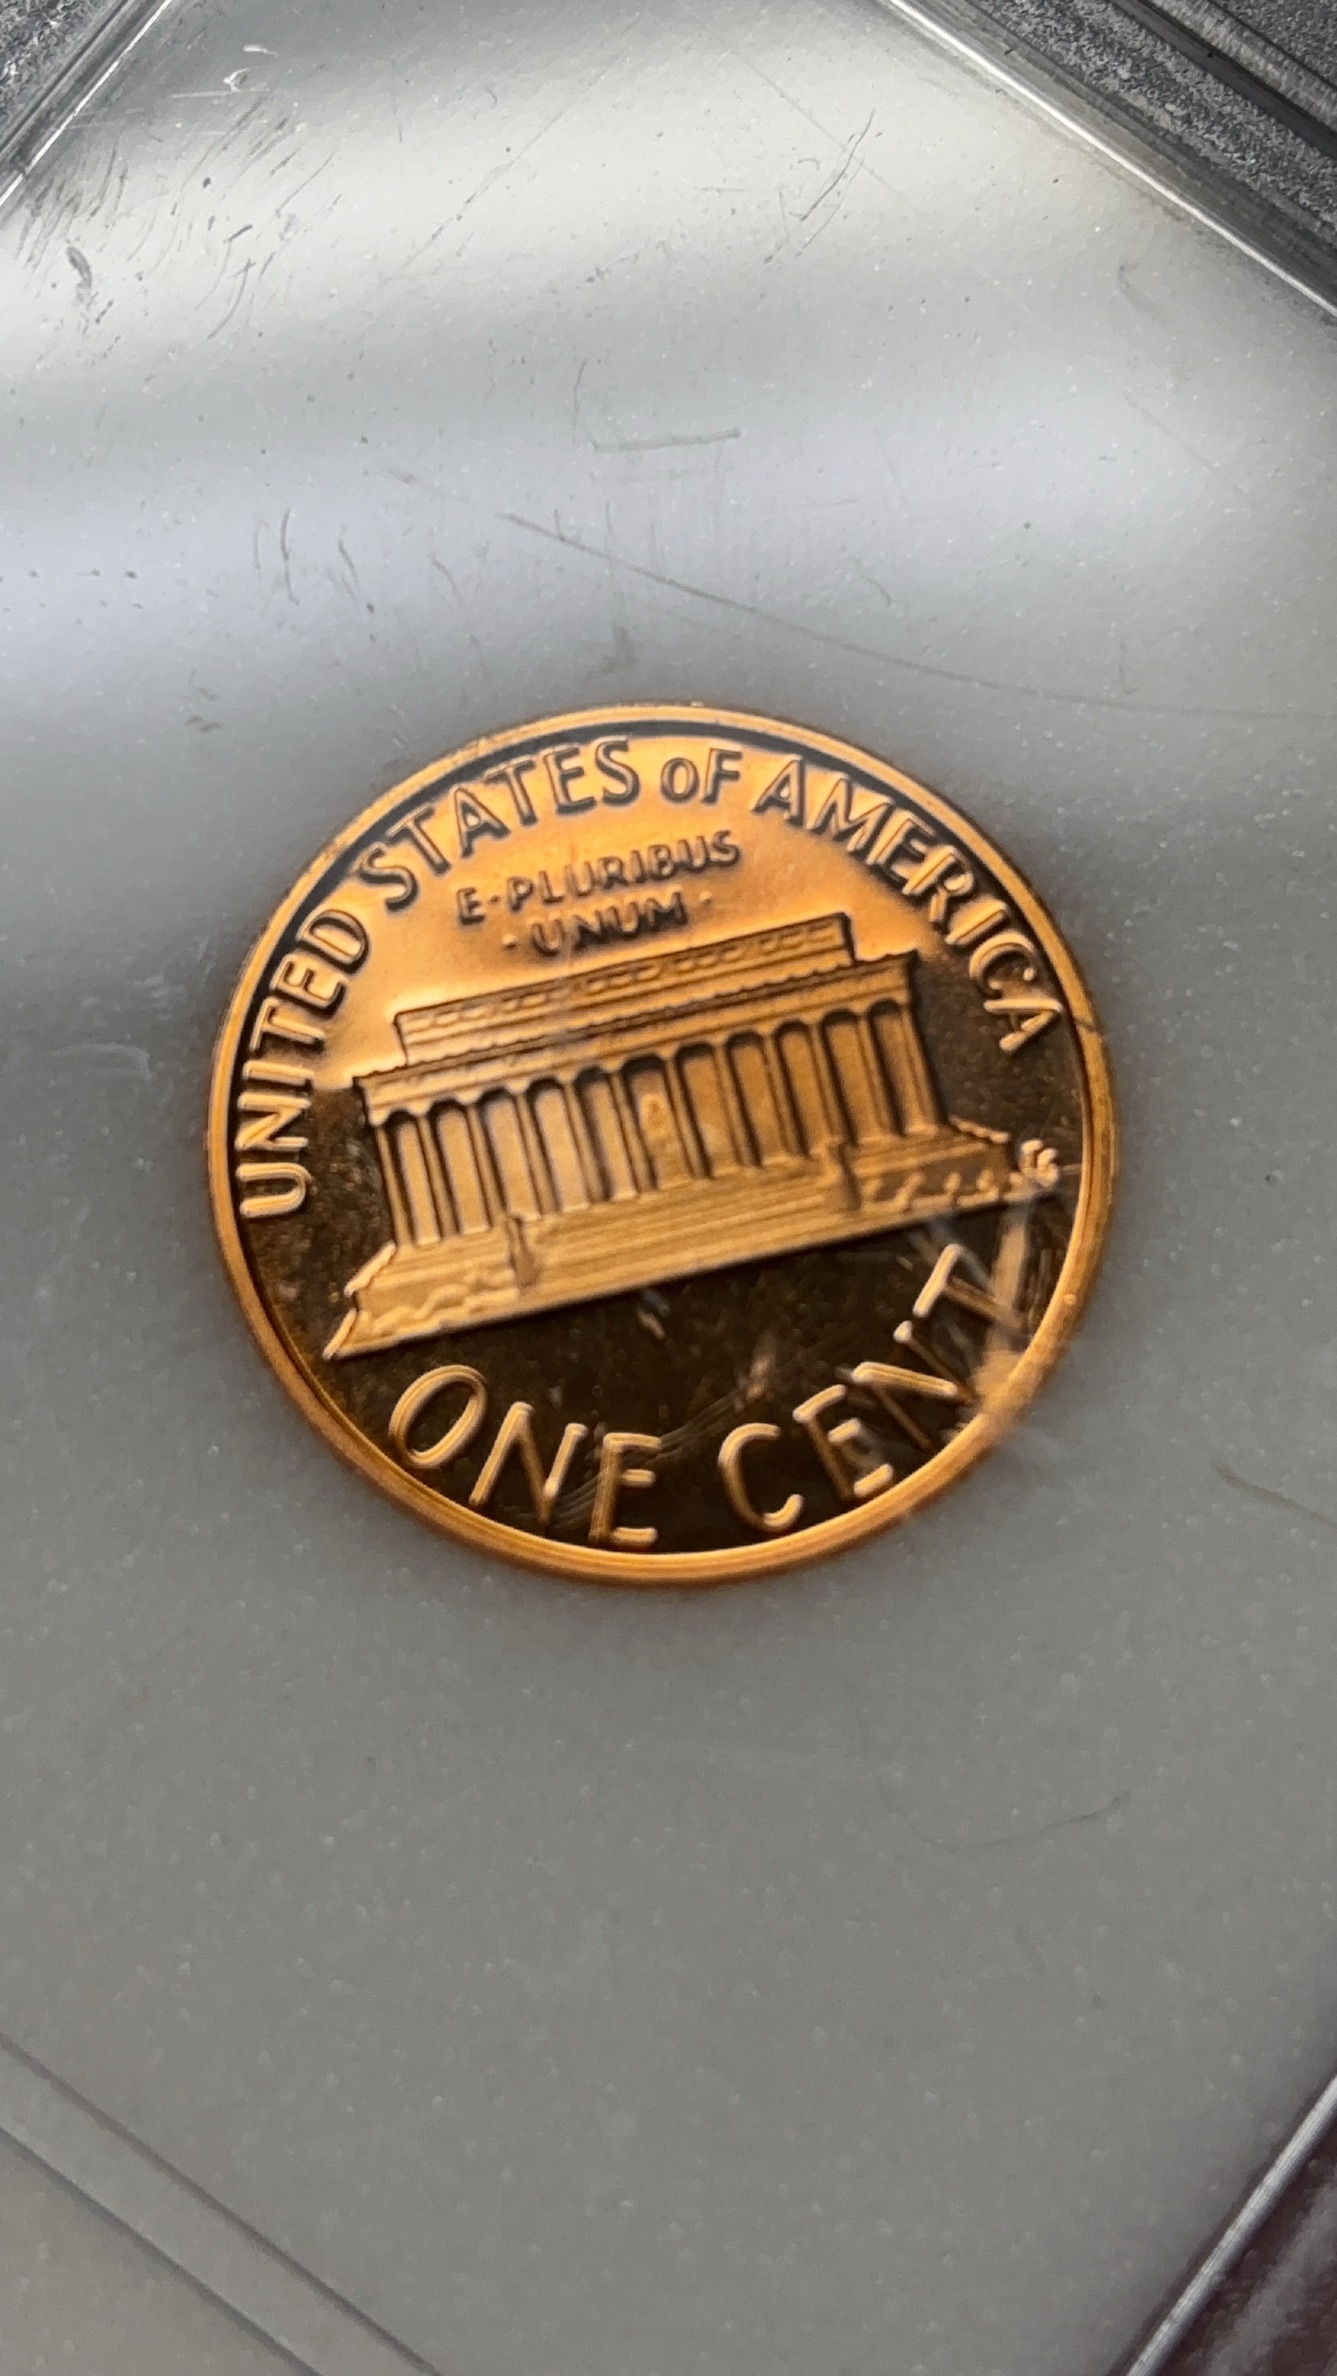 UNITED STATES OF AMERICA
E·PLURIBUS
·UNUM·
ONE CENT